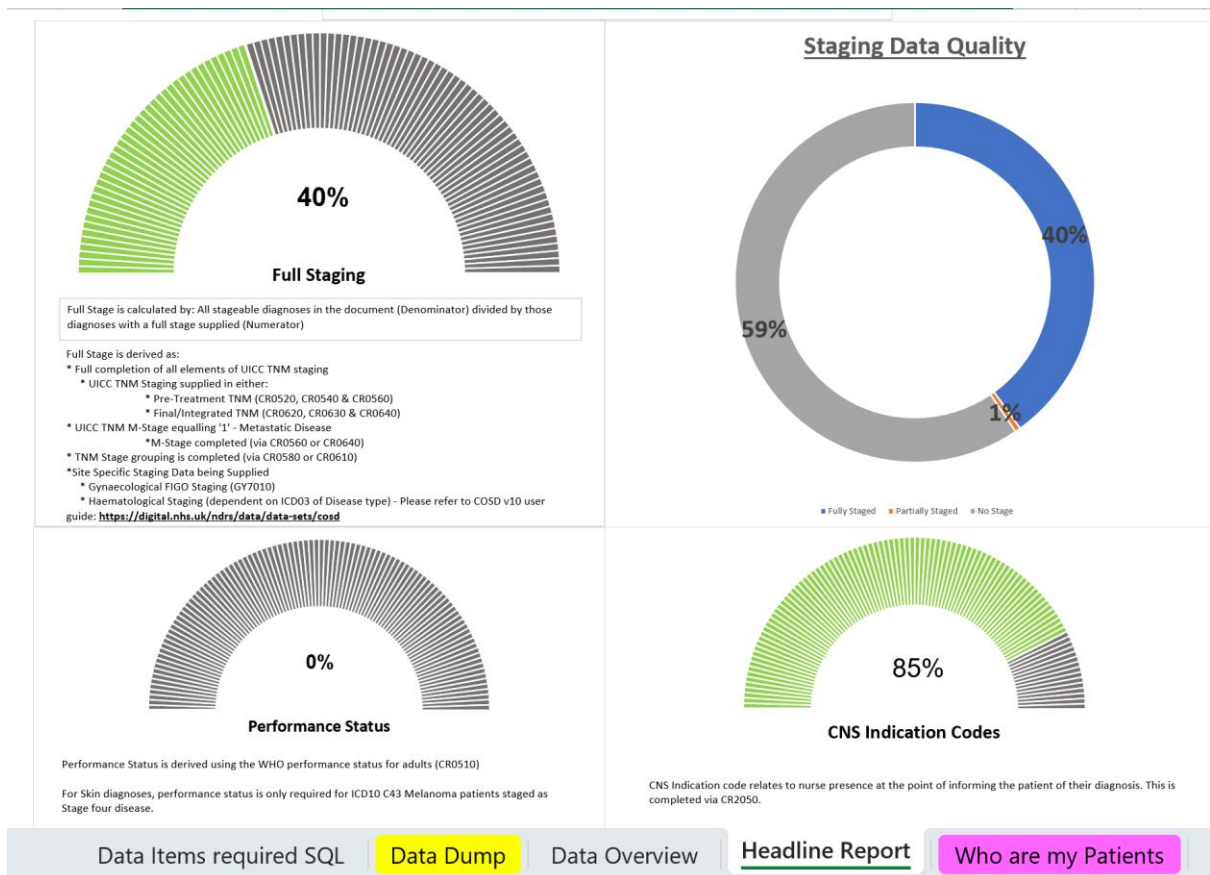 40%
Full Staging
Full Stage is calculated by: All stageable diagnoses in the document (Denominator) divided by those
diagnoses with a full stage supplied (Numerator)
Full Stage is derived as:
* Full completion of all elements of UICC TNM staging
* UICC TNM Staging supplied in either:
* Pre-Treatment TNM (CR0520, CR0540 & CR0560)
* Final/Integrated TNM (CR0620, CR0630 & CR0640)
* UICC TNM M-Stage equalling '1' - Metastatic Disease
*M-Stage completed (via CR0560 or CR0640)
* TNM Stage grouping is completed (via CR0580 or CR0610)
*Site Specific Staging Data being Supplied
* Gynaecological FIGO Staging (GY7010)
* Haematological Staging (dependent on ICD03 of Disease type) - Please refer to COSD v10 user
guide: https://digital.nhs.uk/ndrs/data/data-sets/cosd
Staging Data Quality
40%
59%
1%
Fully Staged
Partially Staged
No Stage
0%
Performance Status
Performance Status is derived using the WHO performance status for adults (CR0510)
For Skin diagnoses, performance status is only required for ICD10 C43 Melanoma patients staged as
Stage four disease.
85%
CNS Indication Codes
CNS Indication code relates to nurse presence at the point of informing the patient of their diagnosis. This is
completed via CR2050.
Data Items required SQL
Data Dump
Data Overview
Headline Report
Who are my Patients